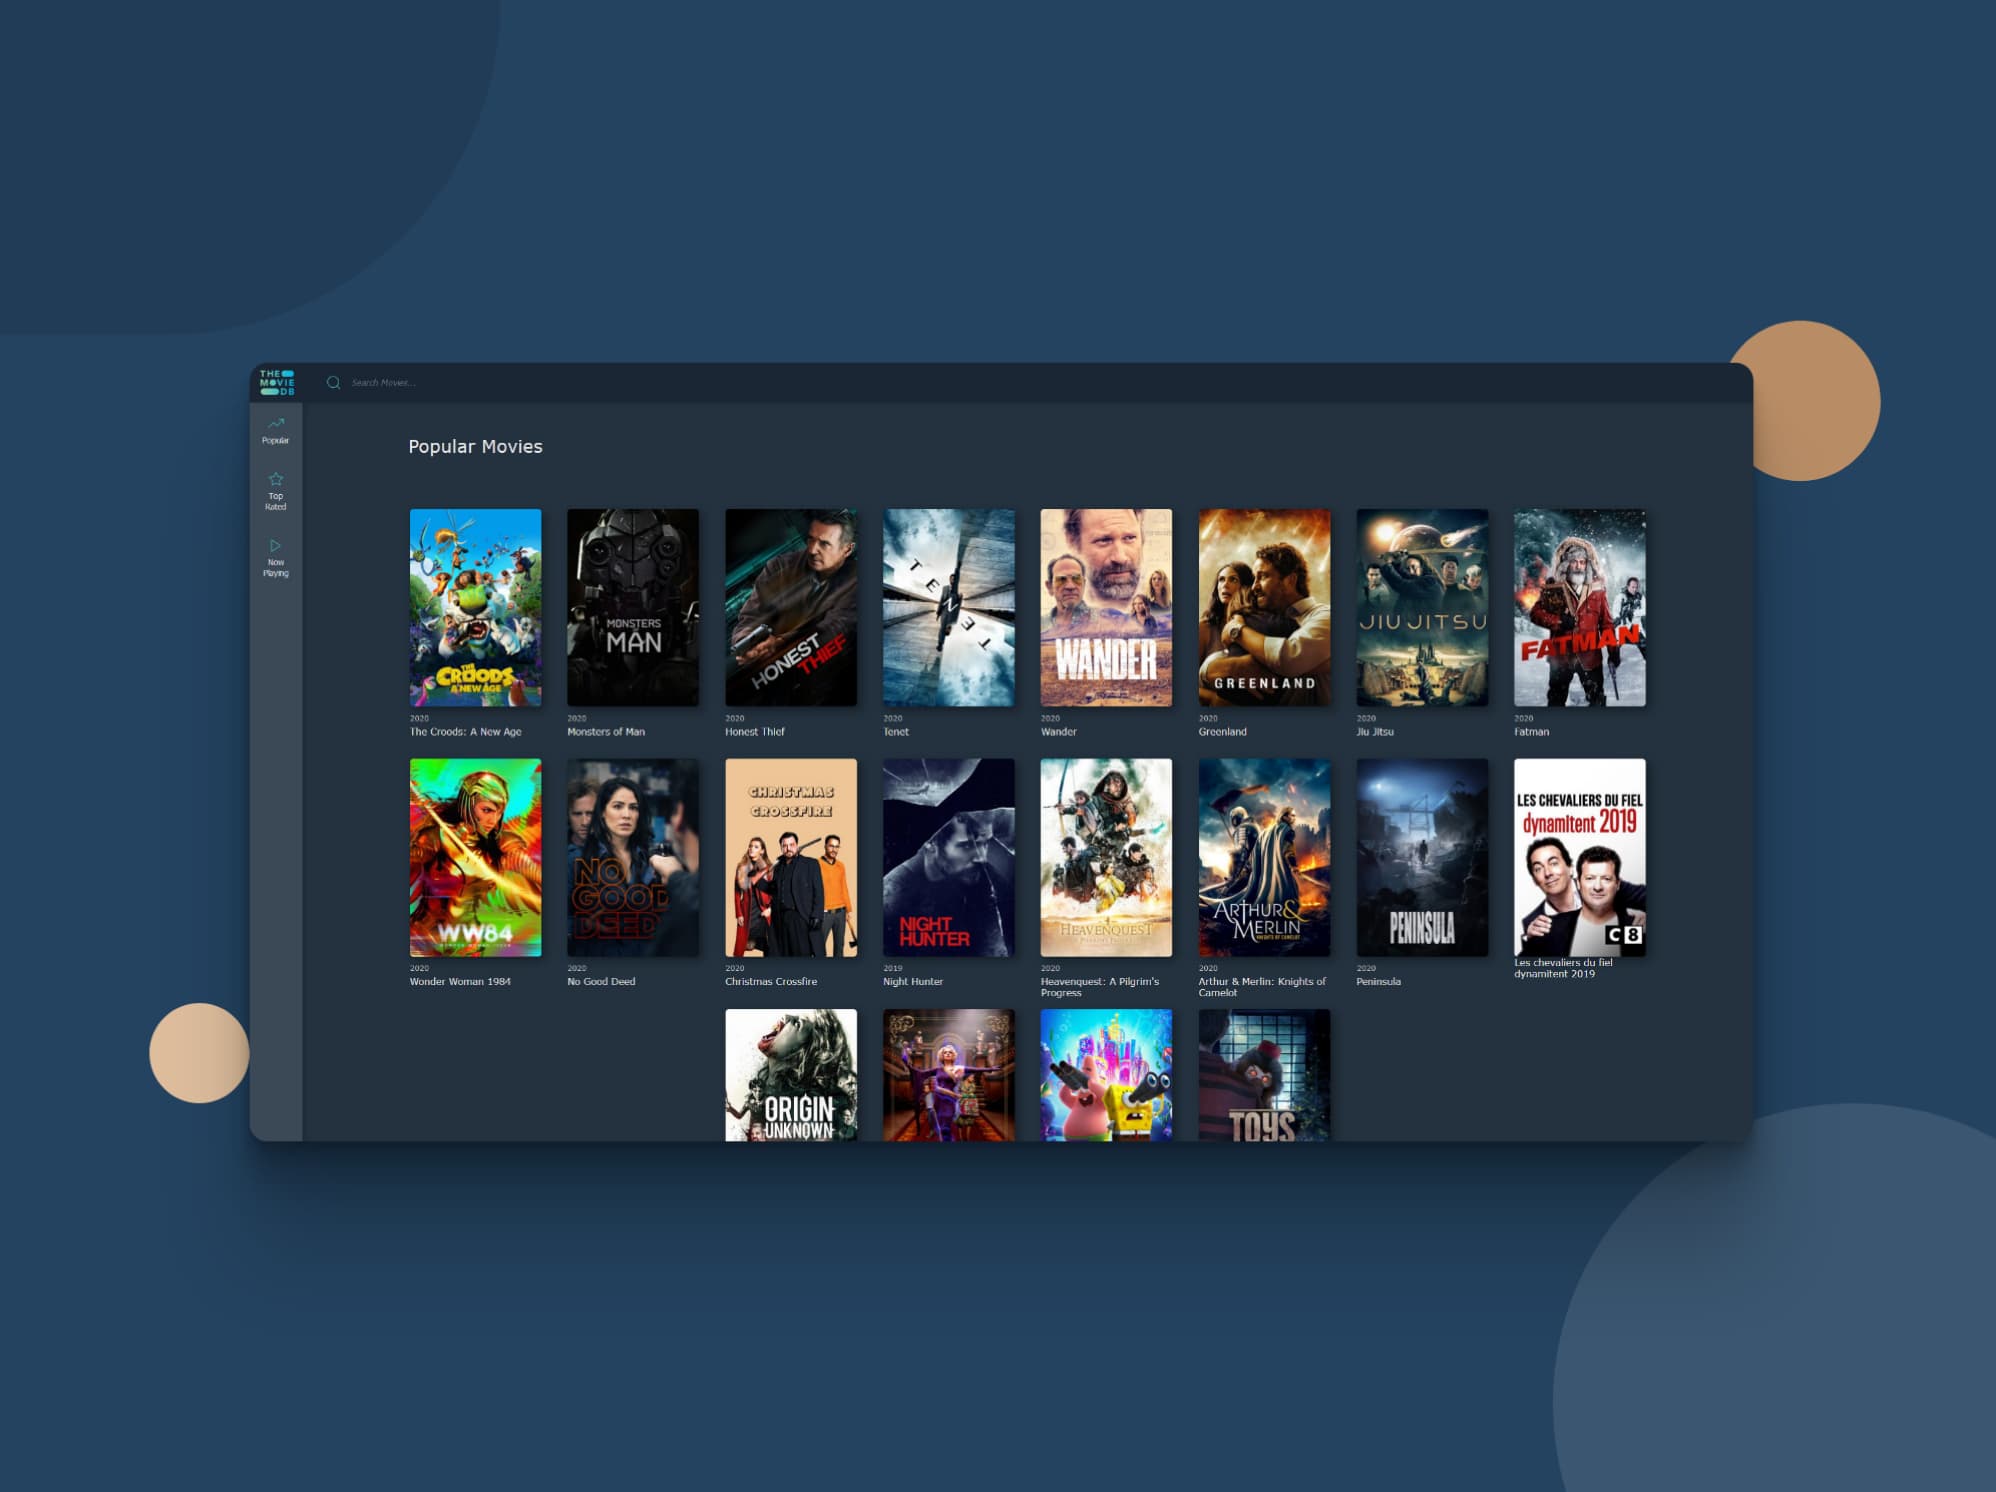 THE
MOVIE
DB
Search Movies...
Popular
Top
Rated
Now
Playing
Popular Movies
THE
CROODS
A NEW AGE
MONSTERS
OF
MAN
HONEST
THIEF
TENET
WANDER
GREENLAND
JIU JITSU
FATMAN
2020
The Croods: A New Age
2020
Monsters of Man
2020
Honest Thief
2020
Tenet
2020
Wander
2020
Greenland
2020
Jiu Jitsu
2020
Fatman
WW84
NO
GOOD
DEED
CHRISTMAS
CROSSFIRE
NIGHT
HUNTER
HEAVENQUEST
ARTHUR&
MERLIN
KNIGHTS OF CAMELOT
PENINSULA
LES CHEVALIERS DU FIEL
dynamitent 2019
C8
2020
Wonder Woman 1984
2020
No Good Deed
2020
Christmas Crossfire
2019
Night Hunter
2020
Heavenquest: A Pilgrim's
Progress
2020
Arthur & Merlin: Knights of
Camelot
2020
Peninsula
Les chevaliers du fiel
dynamitent 2019
ORIGIN
UNKNOWN
TOYS